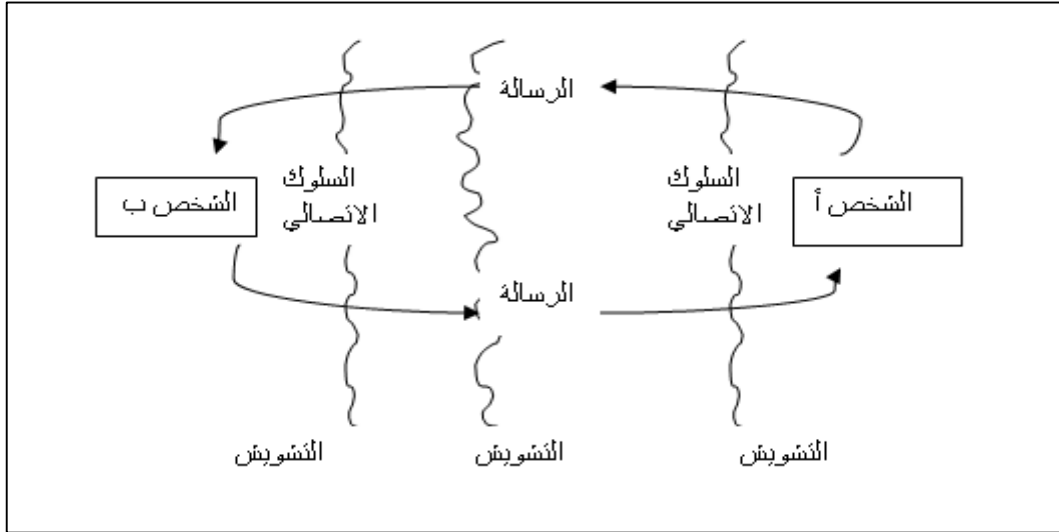 الرسالة
الشخص أ
السلوك
الاتصالي
السلوك
الاتصالي
الشخص ب
الرسالة
التشويش
التشويش
التشويش